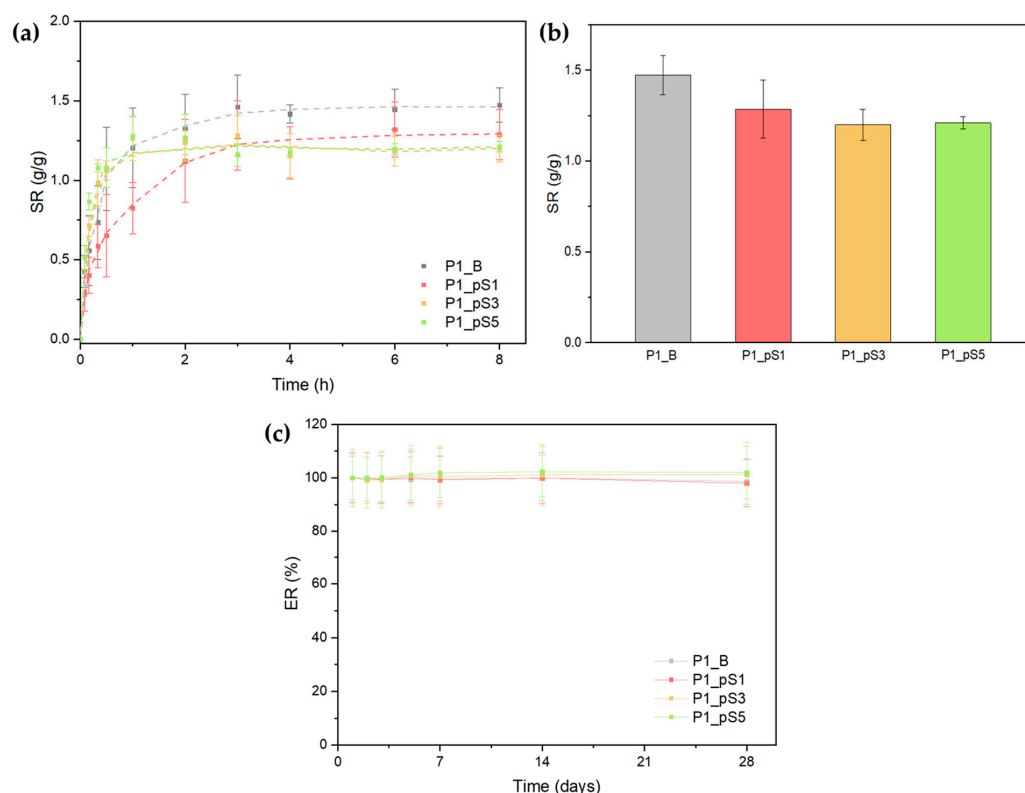 (a)
2.0
1.5
1.0
0.5
0.0
SR (g/g)
0 2 4 6 8
Time (h)
P1_B
P1_pS1
P1_pS3
P1_pS5
(b)
1.5
1.0
0.5
0.0
SR (g/g)
P1_B P1_pS1 P1_pS3 P1_pS5
(c)
120
100
80
60
40
20
0
ER (%)
0 7 14 21 28
Time (days)
P1_B
P1_pS1
P1_pS3
P1_pS5